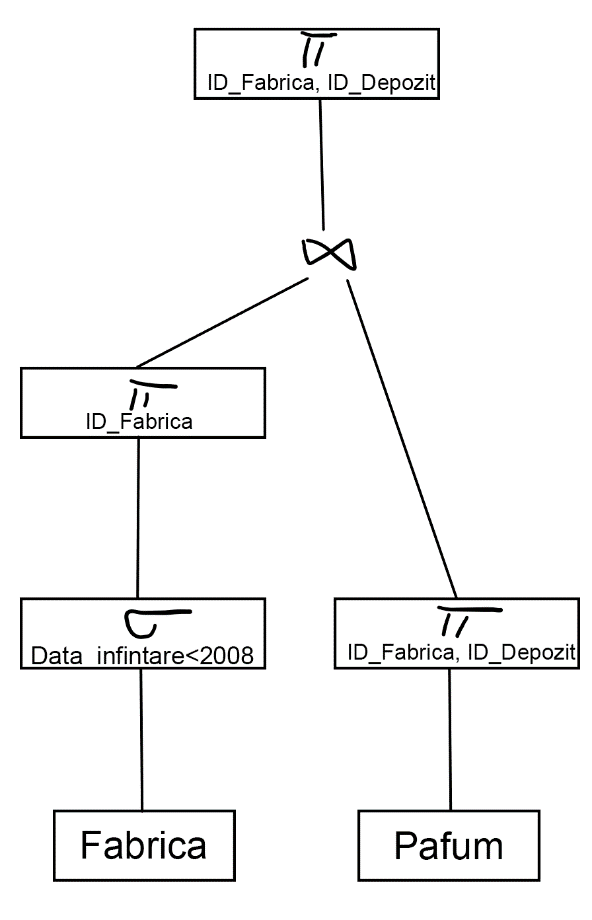 π
ID_Fabrica, ID_Depozit
⋈
π
ID_Fabrica
σ
Data_infintare<2008
π
ID_Fabrica, ID_Depozit
Fabrica
Pafum